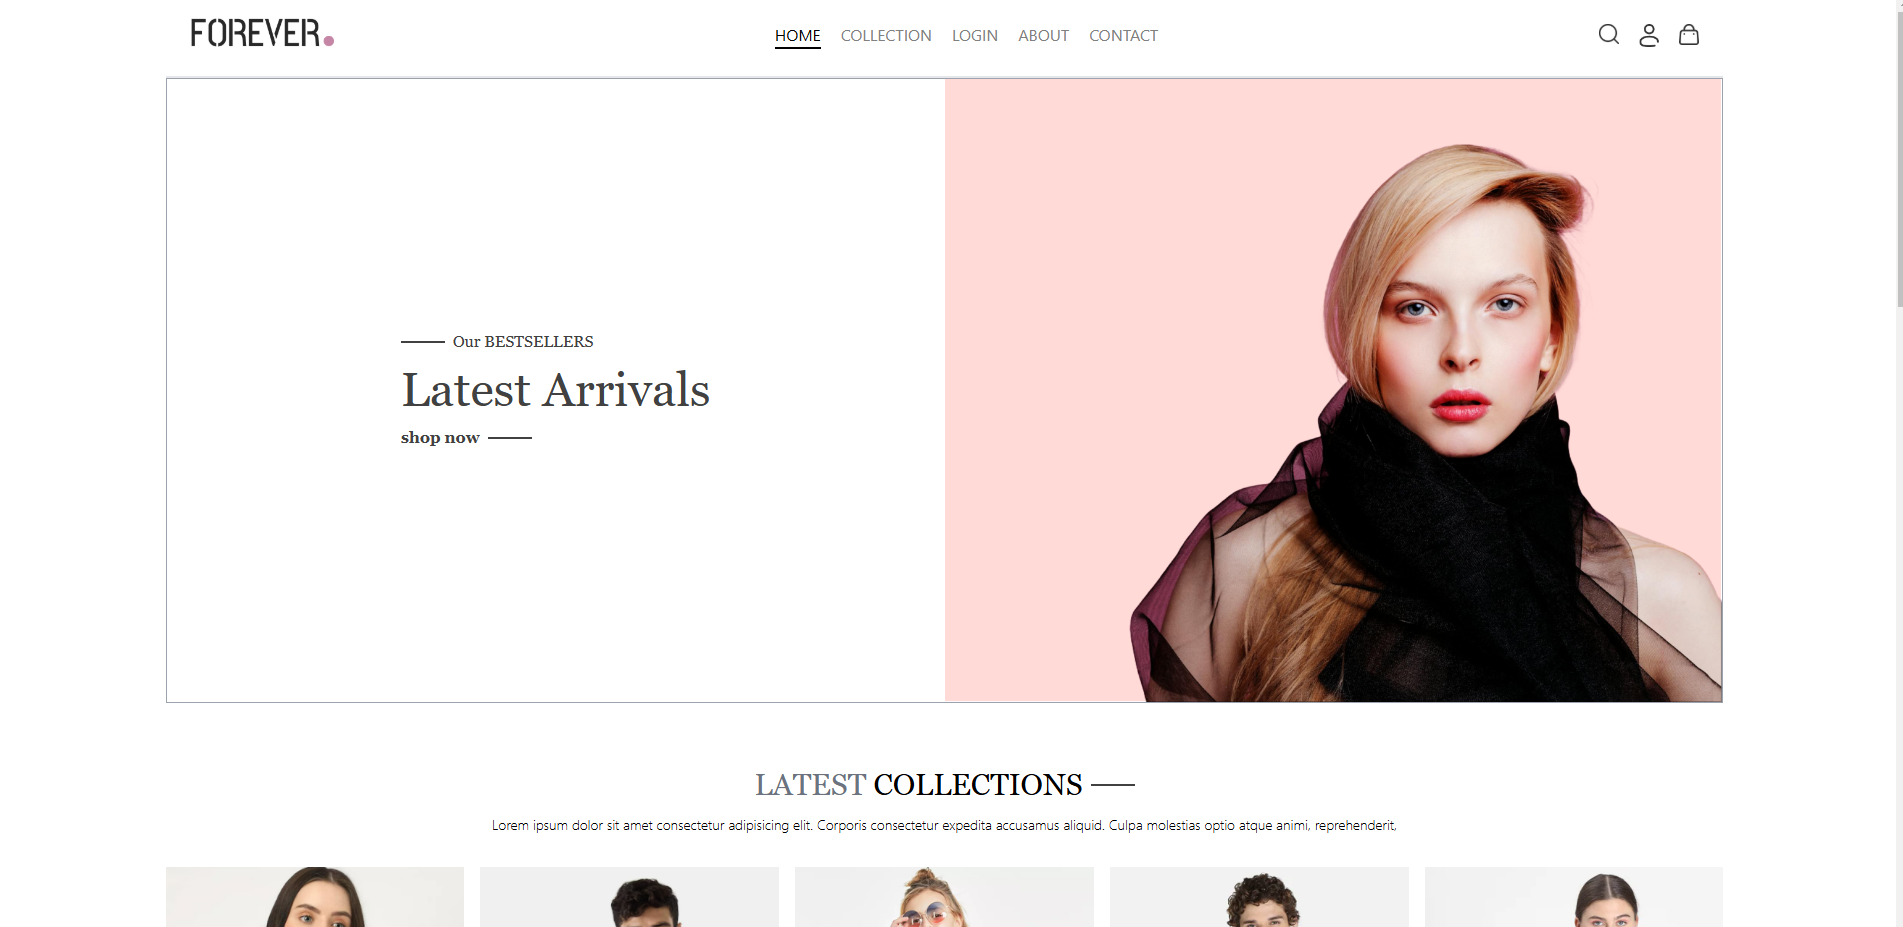 FOREVER.
HOME COLLECTION LOGIN ABOUT CONTACT
Our BESTSELLERS
Latest Arrivals
shop now
LATEST COLLECTIONS
Lorem ipsum dolor sit amet consectetur adipisicing elit. Corporis consectetur expedita accusamus aliquid. Culpa molestias optio atque animi, reprehenderit,